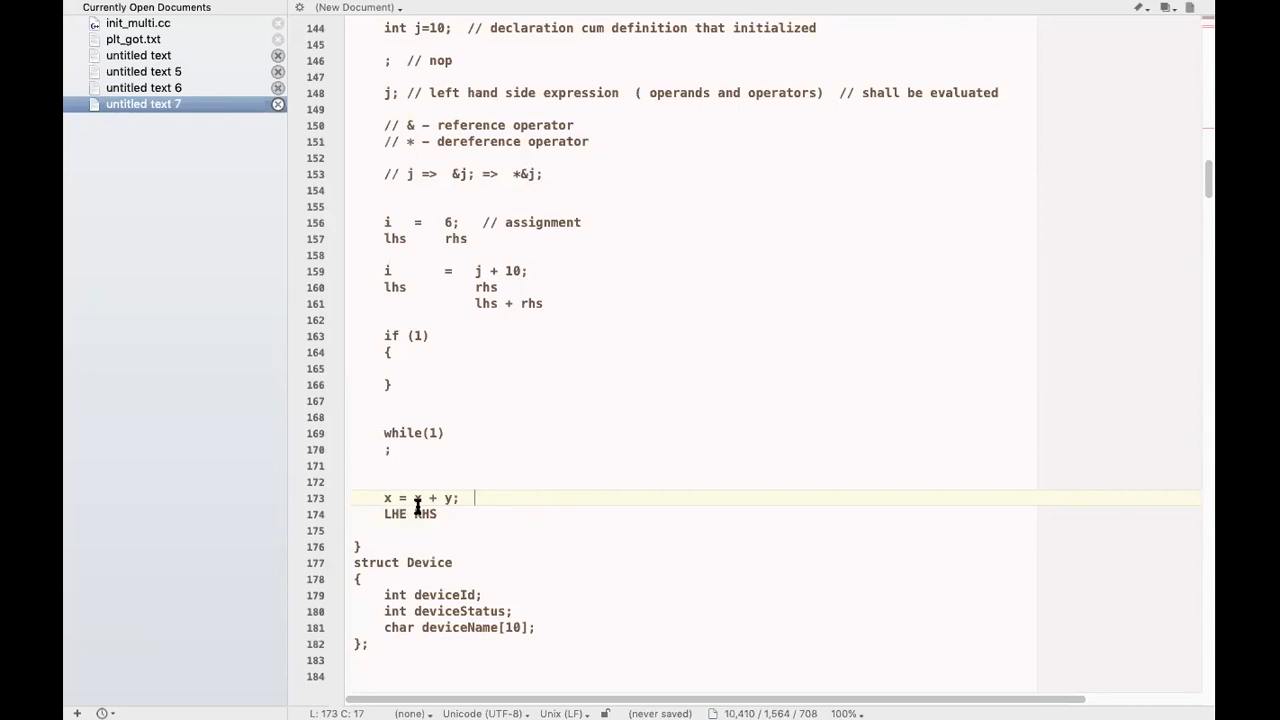 Currently Open Documents
(New Document)
init_multi.cc
plt_got.txt
untitled text
untitled text 5
untitled text 6
untitled text 7
144 int j=10; // declaration cum definition that initialized
145
146 ; // nop
147
148 j; // left hand side expression ( operands and operators) // shall be evaluated
149
150 // & – reference operator
151 // * – dereference operator
152
153 // j => &j; => *&j;
154
155
156 i = 6; // assignment
157 lhs rhs
158
159 i = j + 10;
160 lhs rhs
161 lhs + rhs
162
163 if (1)
164 {
165
166 }
167
168
169 while(1)
170 ;
171
172
173 x = x + y;
174 LHE RHS
175
176 }
177 struct Device
178 {
179 int deviceId;
180 int deviceStatus;
181 char deviceName[10];
182 };
183
184
L: 173 C: 17 (none) Unicode (UTF-8) Unix (LF) (never saved) 10,410 / 1,564 / 708 100%